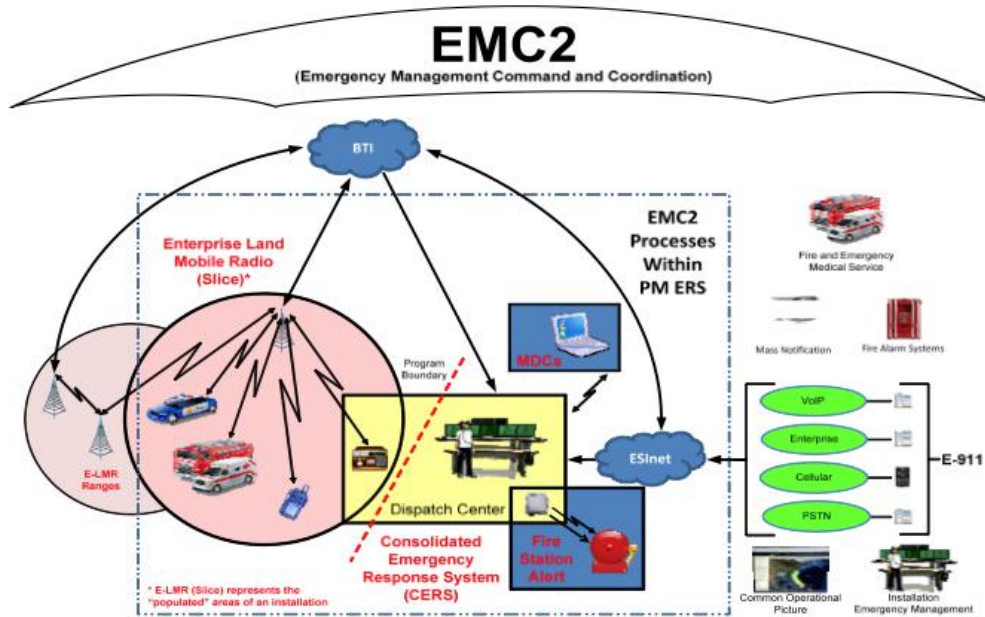 EMC2
(Emergency Management Command and Coordination)
BTI
EMC2
Processes
Within
PM ERS
Enterprise Land
Mobile Radio
(Slice)*
Fire and Emergency
Medical Service
Mass Notification
Fire Alarm Systems
Program
Boundary
MDCs
E-LMR
Ranges
VoIP
Enterprise
Cellular
PSTN
E-911
ESInet
Dispatch Center
Fire
Station
Alert
Consolidated
Emergency
Response System
(CERS)
* E-LMR (Slice) represents the
"populated" areas of an installation
Common Operational
Picture
Installation
Emergency Management